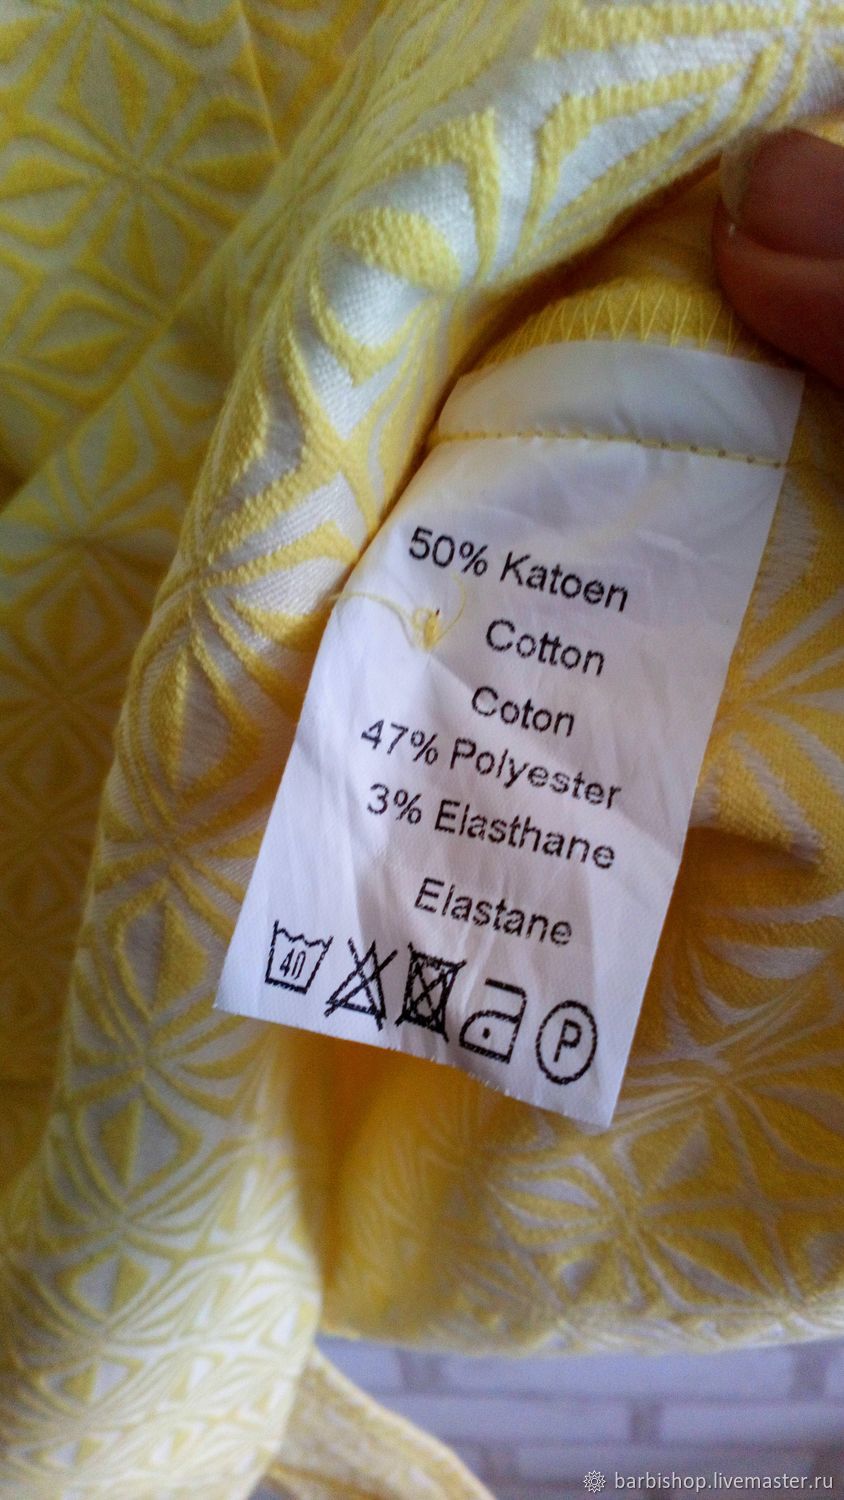 50% Katoen
Cotton
Coton
47% Polyester
3% Elasthane
Elastane
40
P
barbishop.livemaster.ru